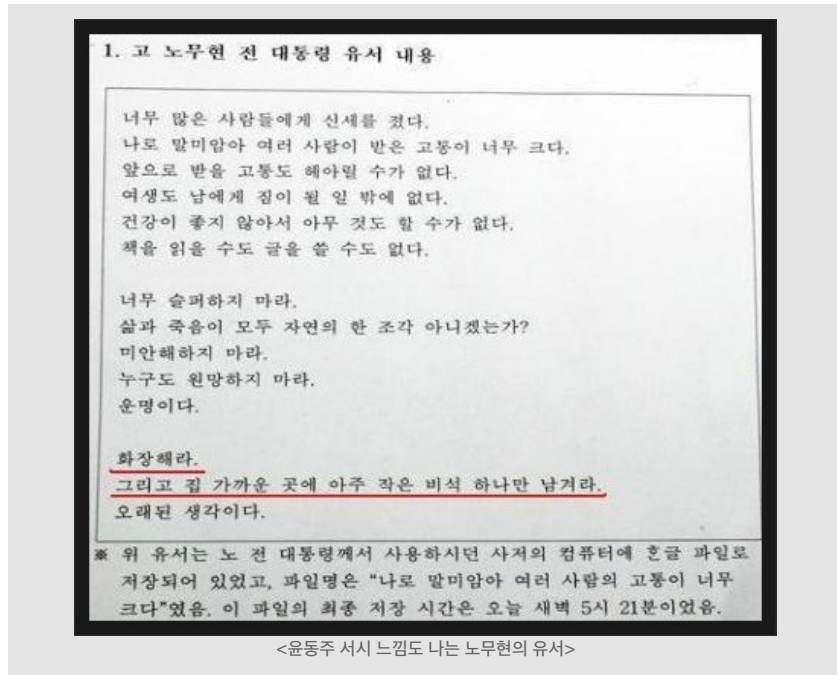 1. 고 노무현 전 대통령 유서 내용
너무 많은 사람들에게 신세를 졌다.
나로 말미암아 여러 사람이 받은 고통이 너무 크다.
앞으로 받을 고통도 헤아릴 수가 없다.
여생도 남에게 짐이 될 일 밖에 없다.
건강이 좋지 않아서 아무 것도 할 수가 없다.
책을 읽을 수도 글을 쓸 수도 없다.
너무 슬퍼하지 마라.
삶과 죽음이 모두 자연의 한 조각 아니겠는가?
미안해하지 마라.
누구도 원망하지 마라.
운명이다.
화장해라.
그리고 집 가까운 곳에 아주 작은 비석 하나만 남겨라.
오래된 생각이다.
※ 위 유서는 노 전 대통령께서 사용하시던 사저의 컴퓨터에 흔글 파일로
저장되어 있었고, 파일명은 "나로 말미암아 여러 사람의 고통이 너무
크다"였음. 이 파일의 최종 저장 시간은 오늘 새벽 5시 21분이었음.
<윤동주 서시 느낌도 나는 노무현의 유서>